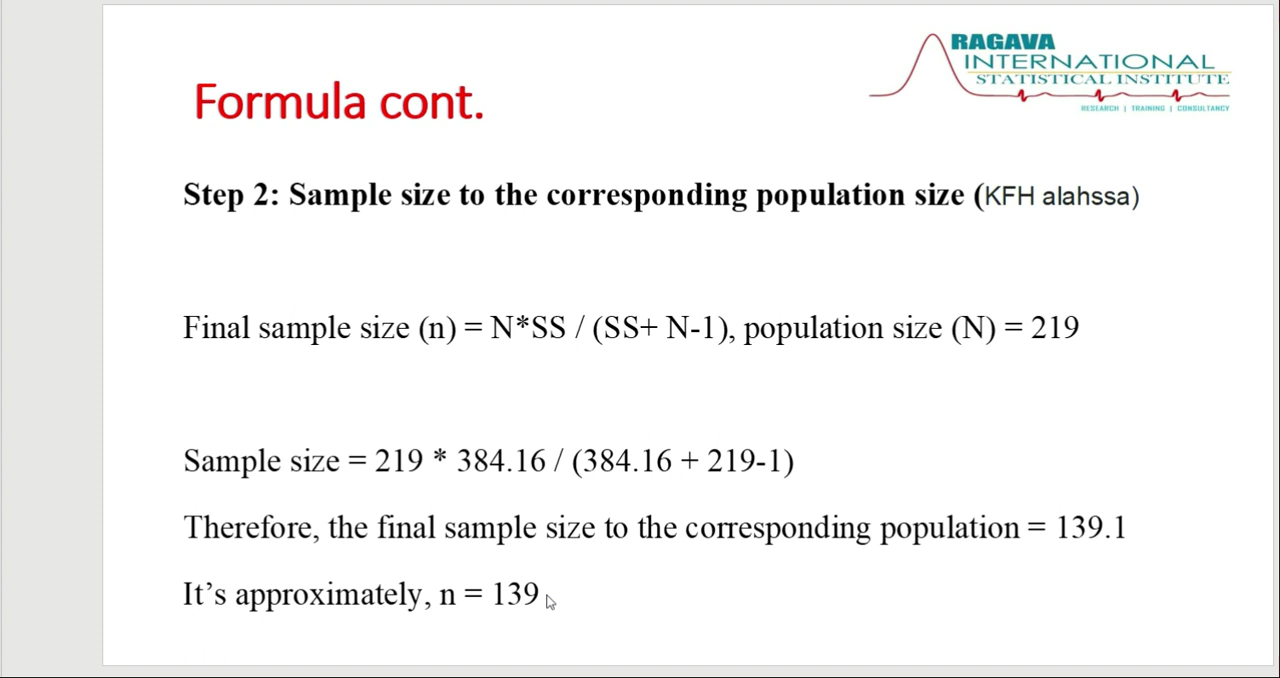 RAGAVA
INTERNATIONAL
STATISTICAL INSTITUTE
RESEARCH | TRAINING | CONSULTANCY
Formula cont.
Step 2: Sample size to the corresponding population size (KFH alahssa)
Final sample size (n) = N*SS / (SS+ N-1), population size (N) = 219
Sample size = 219 * 384.16 / (384.16 + 219-1)
Therefore, the final sample size to the corresponding population = 139.1
It’s approximately, n = 139